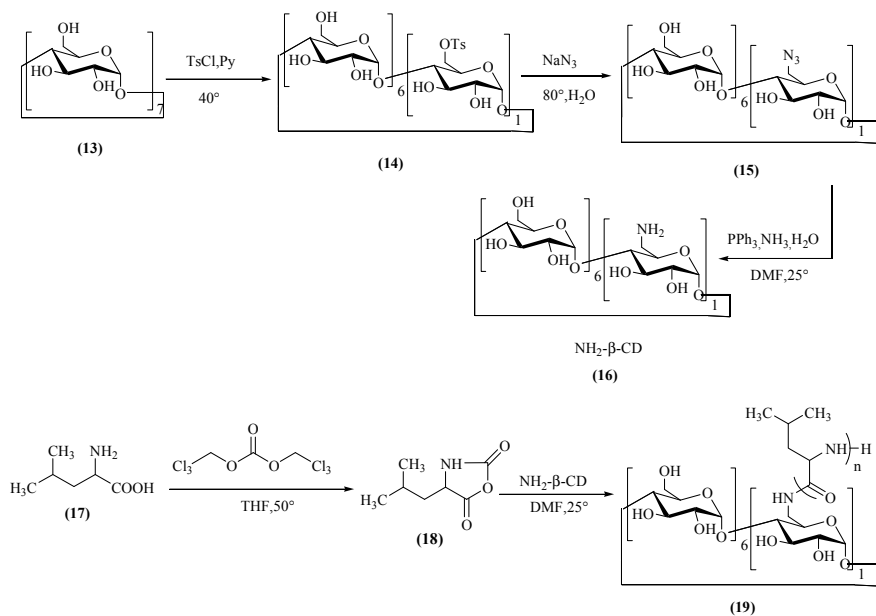 OH
O
HO
OH
O
7
(13)
TsCl,Py
40°
OH
O
HO
OH
O
6
OTs
O
HO
OH
O
1
(14)
NaN3
80°,H2O
OH
O
HO
OH
O
6
N3
O
HO
OH
O
1
(15)
PPh3,NH3,H2O
DMF,25°
HO
O
HO
OH
O
6
NH2
O
HO
OH
O
1
NH2-β-CD
(16)
CH3
NH2
H3C
COOH
(17)
O
Cl3
O
O
Cl3
THF,50°
CH3
H3C
NH
O
O
O
(18)
NH2-β-CD
DMF,25°
H3C
CH3
NH
H
n
O
HN
OH
O
HO
OH
O
6
O
HO
OH
O
1
(19)